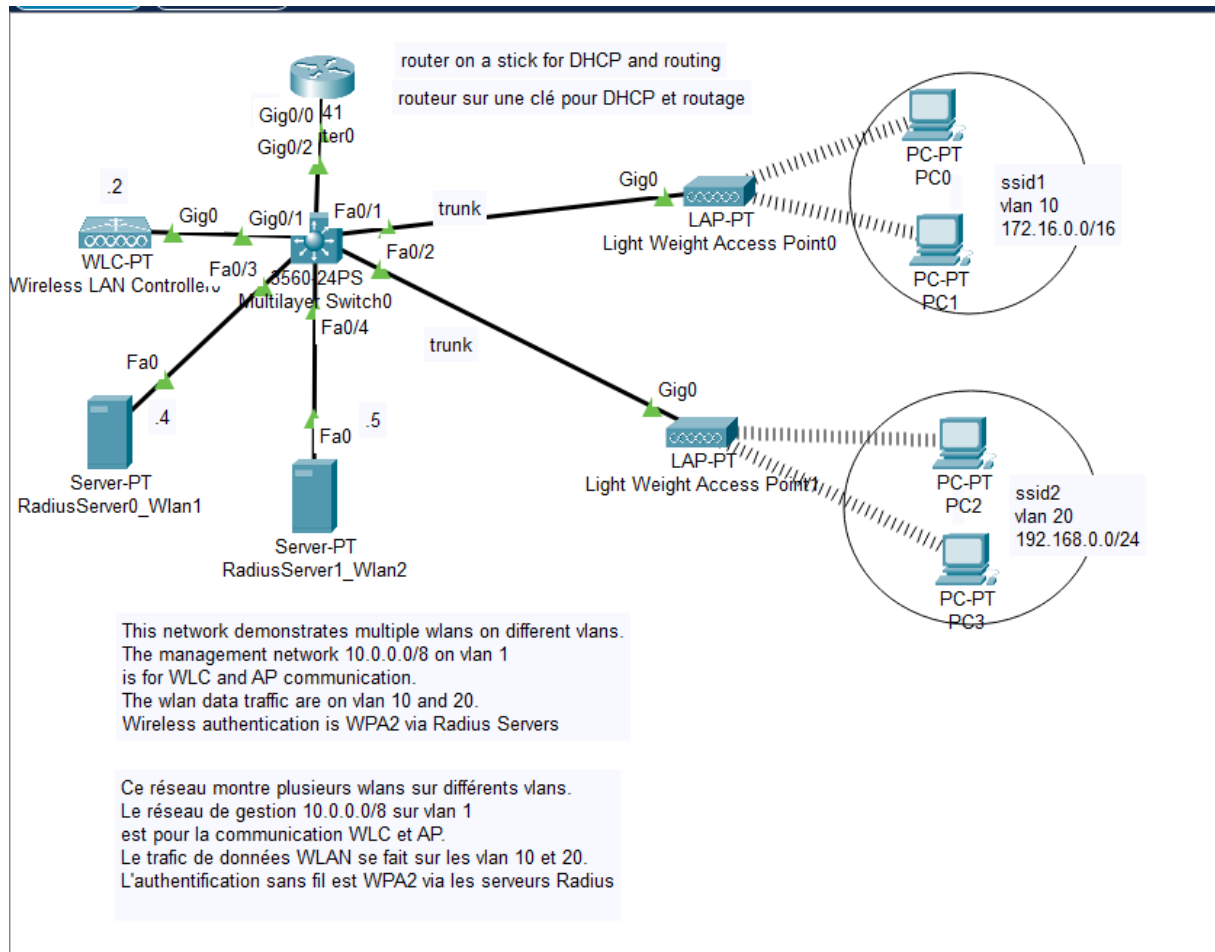 router on a stick for DHCP and routing
routeur sur une clé pour DHCP et routage
Gig0/0
41
Gig0/2
.2
Gig0
Gig0/1
Fa0/1
trunk
Gig0
WLC-PT
Wireless LAN
Fa0/3
3560-24PS
Multilayer Switch0
Fa0/2
LAP-PT
Light Weight Access Point0
PC-PT
PC0
PC-PT
PC1
ssid1
vlan 10
172.16.0.0/16
Fa0/4
trunk
Fa0
.4
Server-PT
RadiusServer0_Wlan1
Fa0
.5
Server-PT
RadiusServer1_Wlan2
Gig0
LAP-PT
Light Weight Access Point1
PC-PT
PC2
PC-PT
PC3
ssid2
vlan 20
192.168.0.0/24
This network demonstrates multiple wlans on different vlans.
The management network 10.0.0.0/8 on vlan 1
is for WLC and AP communication.
The wlan data traffic are on vlan 10 and 20.
Wireless authentication is WPA2 via Radius Servers
Ce réseau montre plusieurs wlans sur différents vlans.
Le réseau de gestion 10.0.0.0/8 sur vlan 1
est pour la communication WLC et AP.
Le trafic de données WLAN se fait sur les vlan 10 et 20.
L'authentification sans fil est WPA2 via les serveurs Radius